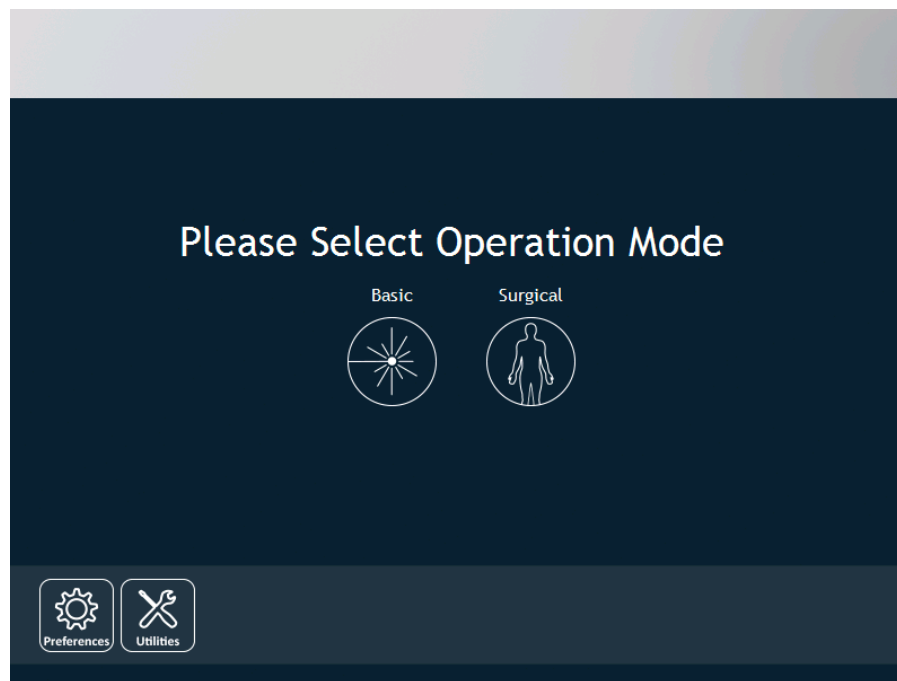 Please Select Operation Mode
Basic Surgical
Preferences Utilities